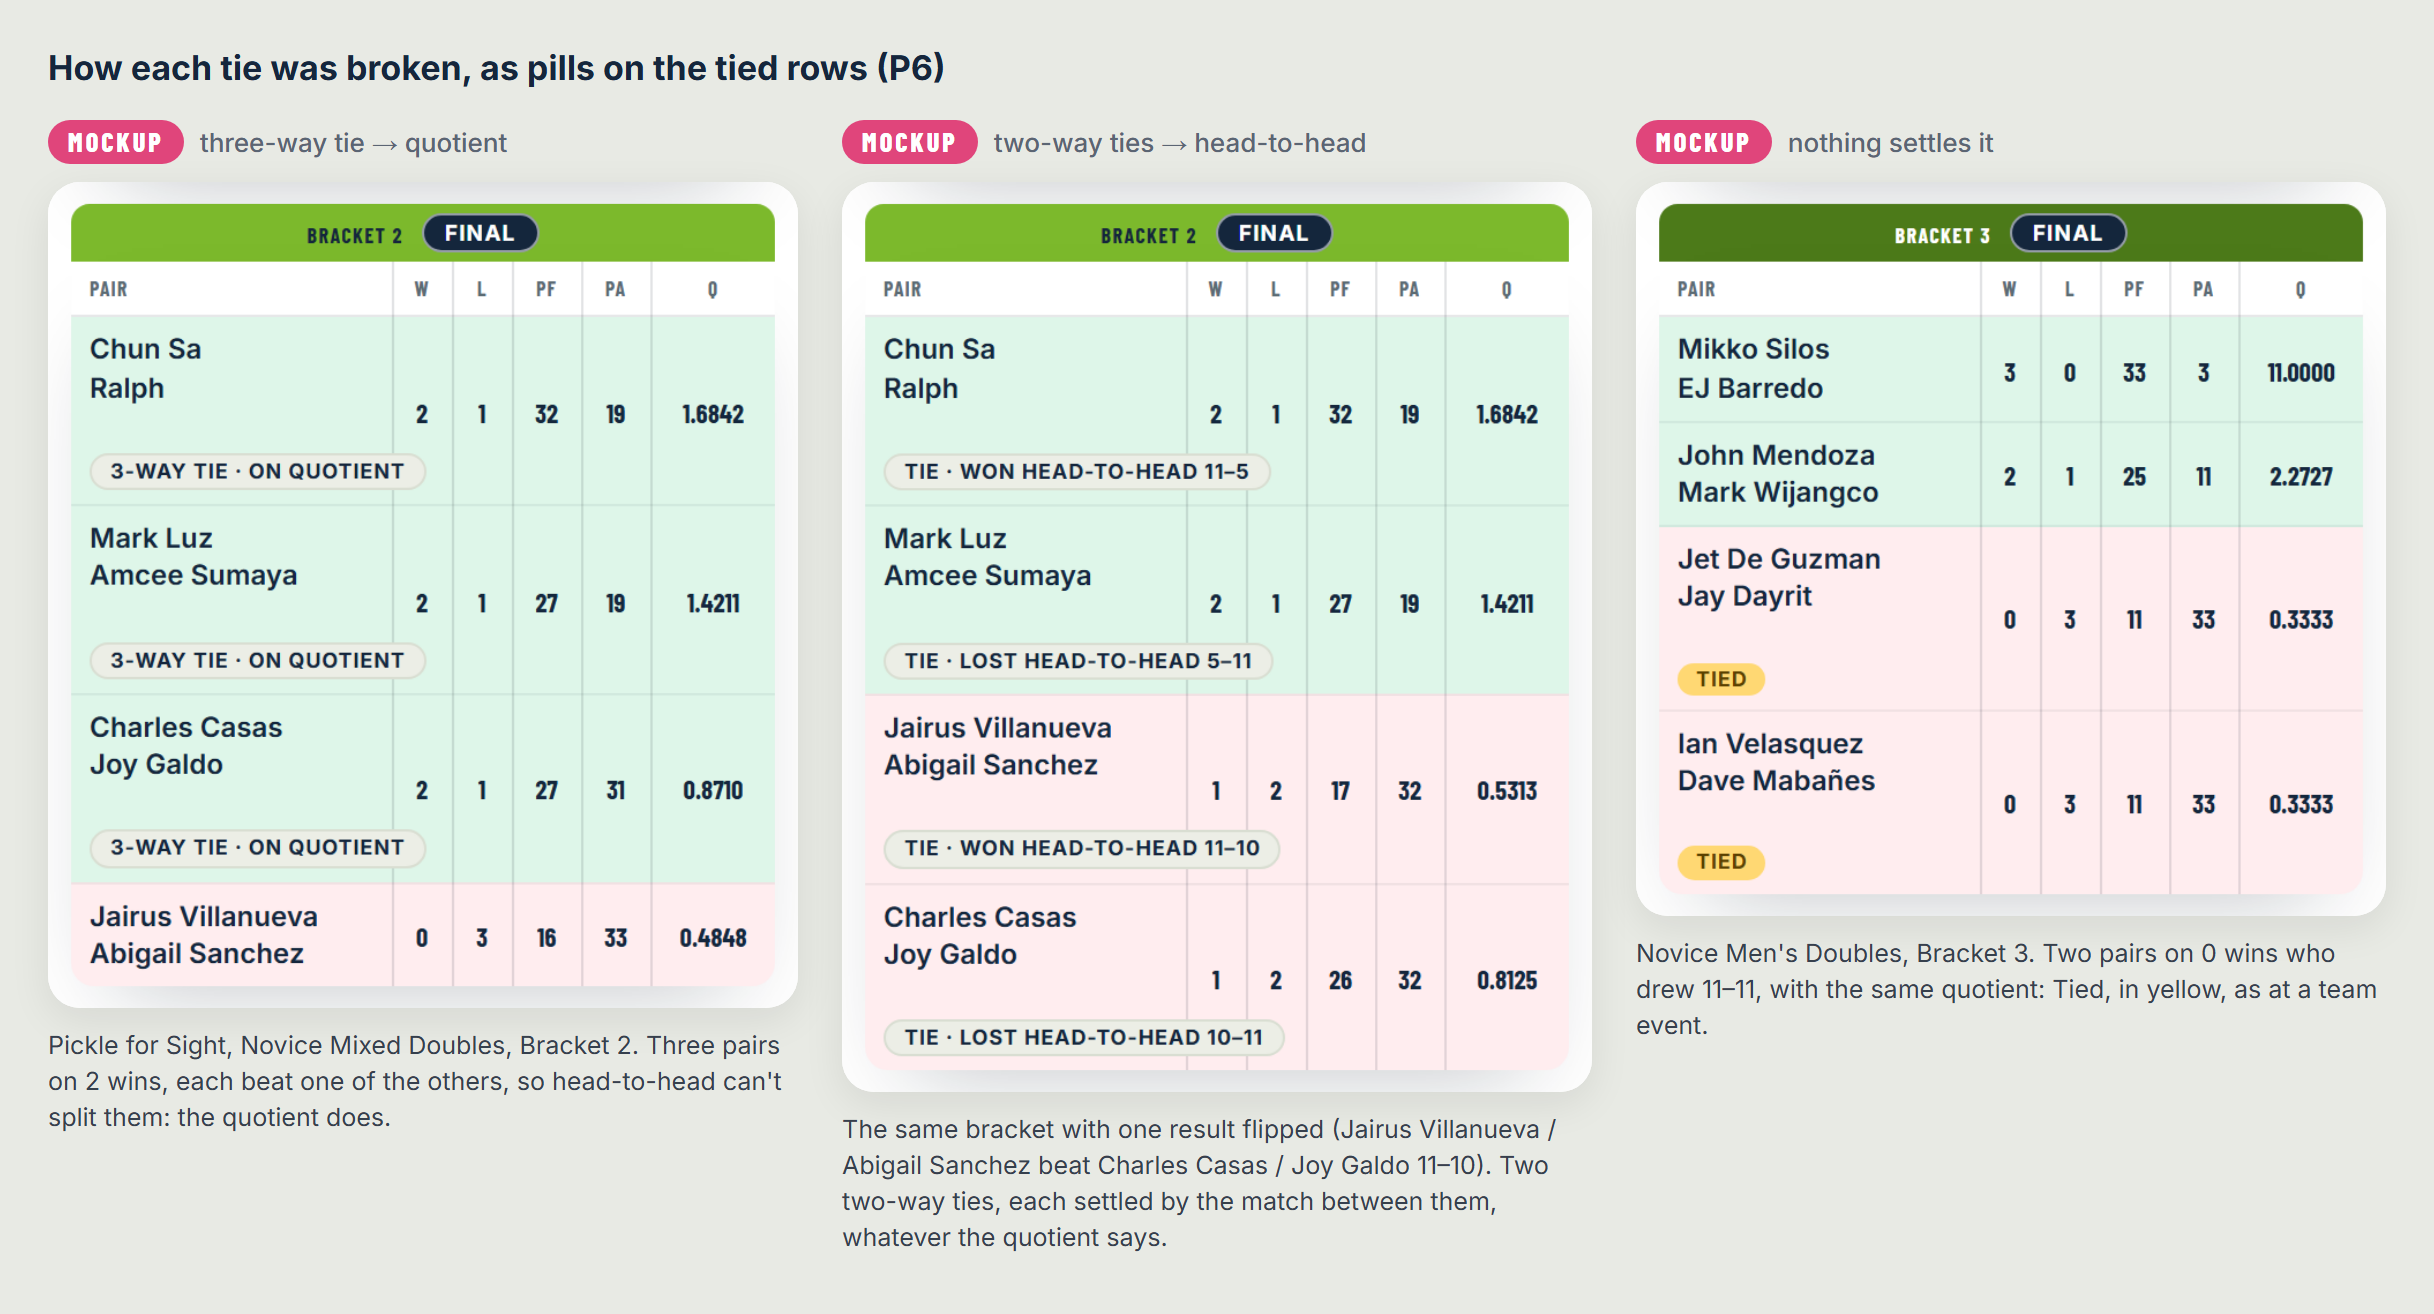 How each tie was broken, as pills on the tied rows (P6)
MOCKUP three-way tie → quotient
BRACKET 2 FINAL
PAIR W L PF PA Q
Chun Sa
Ralph
2 1 32 19 1.6842
3-WAY TIE · ON QUOTIENT
Mark Luz
Amcee Sumaya
2 1 27 19 1.4211
3-WAY TIE · ON QUOTIENT
Charles Casas
Joy Galdo
2 1 27 31 0.8710
3-WAY TIE · ON QUOTIENT
Jairus Villanueva
Abigail Sanchez
0 3 16 33 0.4848
Pickle for Sight, Novice Mixed Doubles, Bracket 2. Three pairs
on 2 wins, each beat one of the others, so head-to-head can't
split them: the quotient does.
MOCKUP two-way ties → head-to-head
BRACKET 2 FINAL
PAIR W L PF PA Q
Chun Sa
Ralph
2 1 32 19 1.6842
TIE · WON HEAD-TO-HEAD 11–5
Mark Luz
Amcee Sumaya
2 1 27 19 1.4211
TIE · LOST HEAD-TO-HEAD 5–11
Jairus Villanueva
Abigail Sanchez
1 2 17 32 0.5313
TIE · WON HEAD-TO-HEAD 11–10
Charles Casas
Joy Galdo
1 2 26 32 0.8125
TIE · LOST HEAD-TO-HEAD 10–11
The same bracket with one result flipped (Jairus Villanueva /
Abigail Sanchez beat Charles Casas / Joy Galdo 11–10). Two
two-way ties, each settled by the match between them,
whatever the quotient says.
MOCKUP nothing settles it
BRACKET 3 FINAL
PAIR W L PF PA Q
Mikko Silos
EJ Barredo
3 0 33 3 11.0000
John Mendoza
Mark Wijangco
2 1 25 11 2.2727
Jet De Guzman
Jay Dayrit
0 3 11 33 0.3333
TIED
Ian Velasquez
Dave Mabañes
0 3 11 33 0.3333
TIED
Novice Men's Doubles, Bracket 3. Two pairs on 0 wins who
drew 11–11, with the same quotient: Tied, in yellow, as at a team
event.